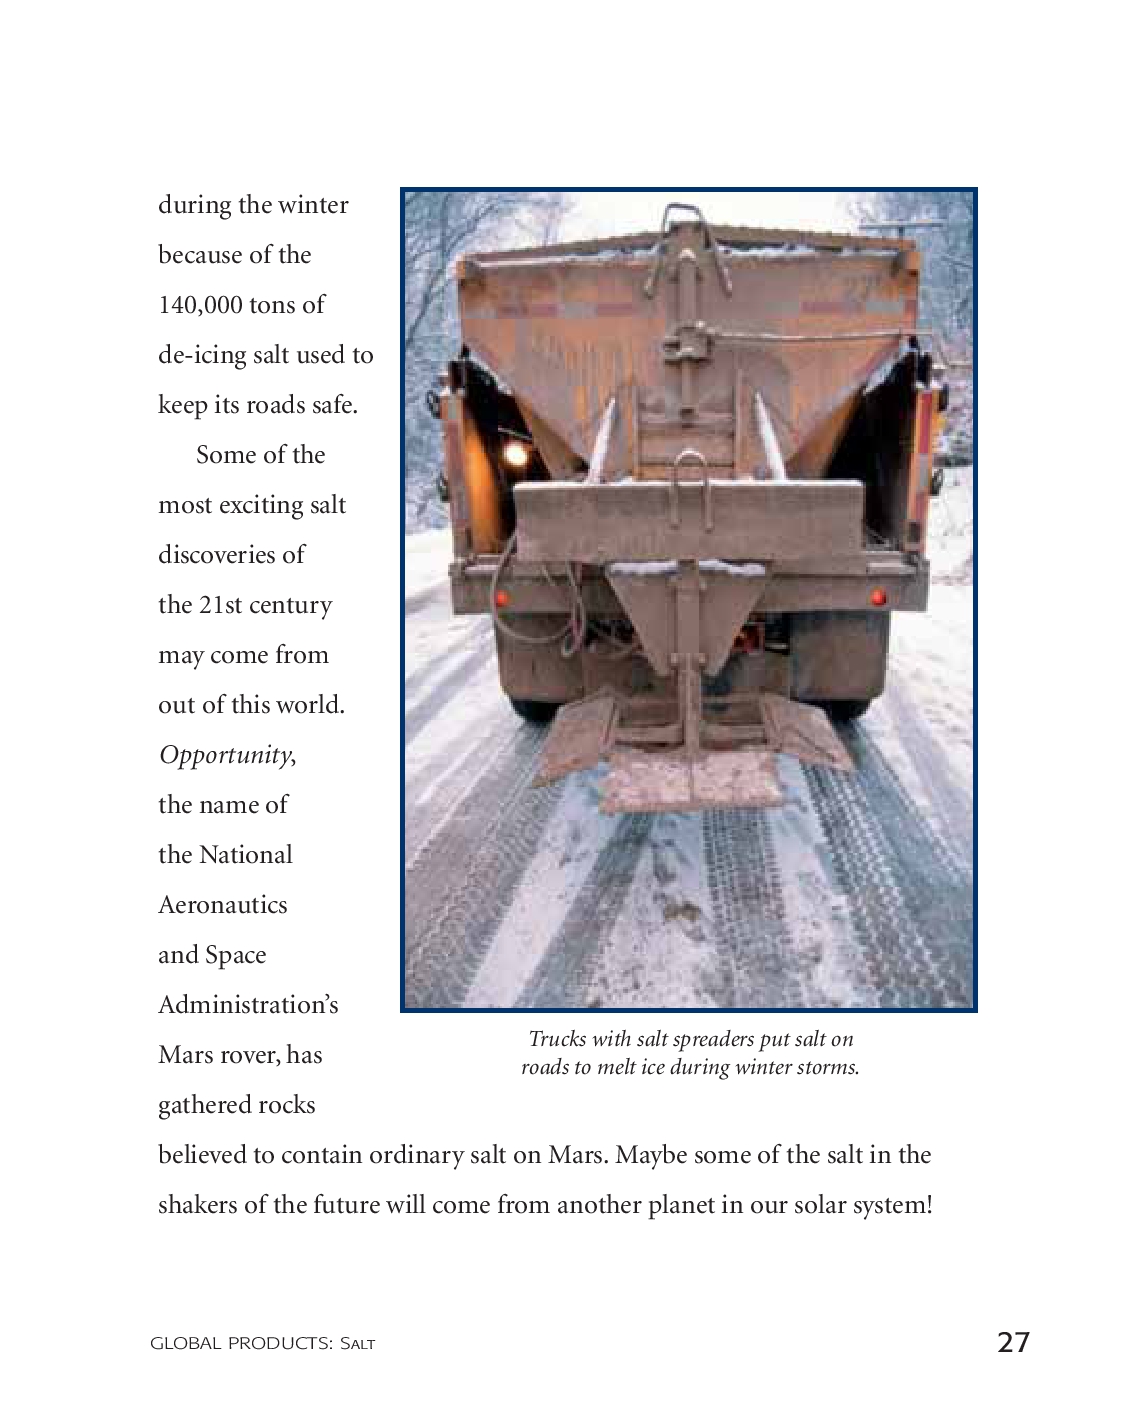 during the winter
because of the
140,000 tons of
de-icing salt used to
keep its roads safe.
Some of the
most exciting salt
discoveries of
the 21st century
may come from
out of this world.
Opportunity,
the name of
the National
Aeronautics
and Space
Administration’s
Mars rover, has
gathered rocks
believed to contain ordinary salt on Mars. Maybe some of the salt in the
shakers of the future will come from another planet in our solar system!
Trucks with salt spreaders put salt on
roads to melt ice during winter storms.
GLOBAL PRODUCTS: SALT
27